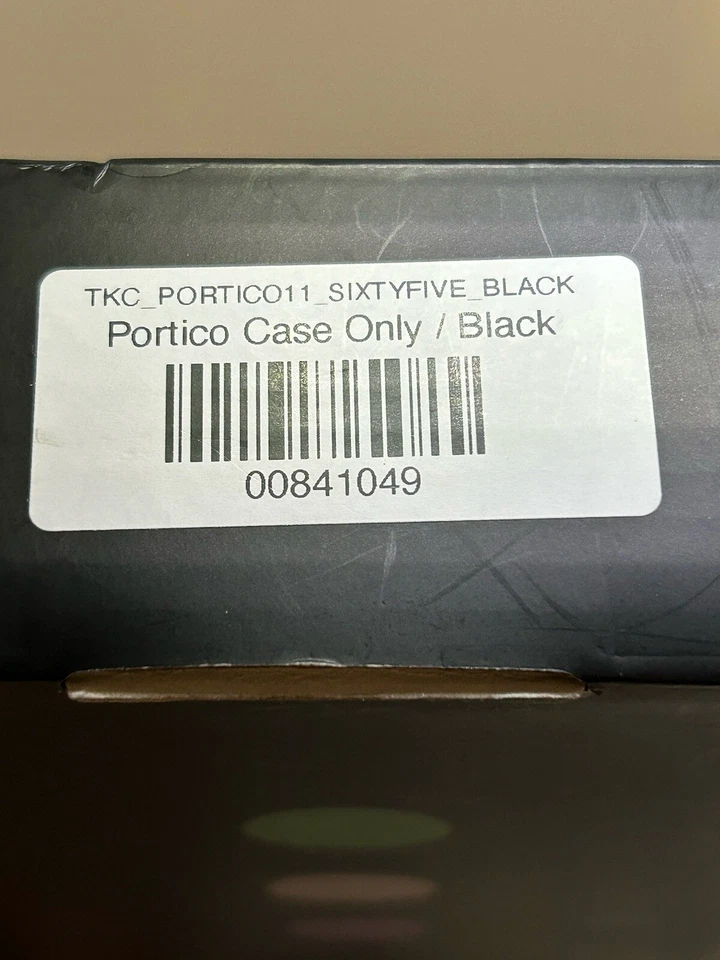 TKC_PORTICO11_SIXTYFIVE_BLACK
Portico Case Only / Black
00841049